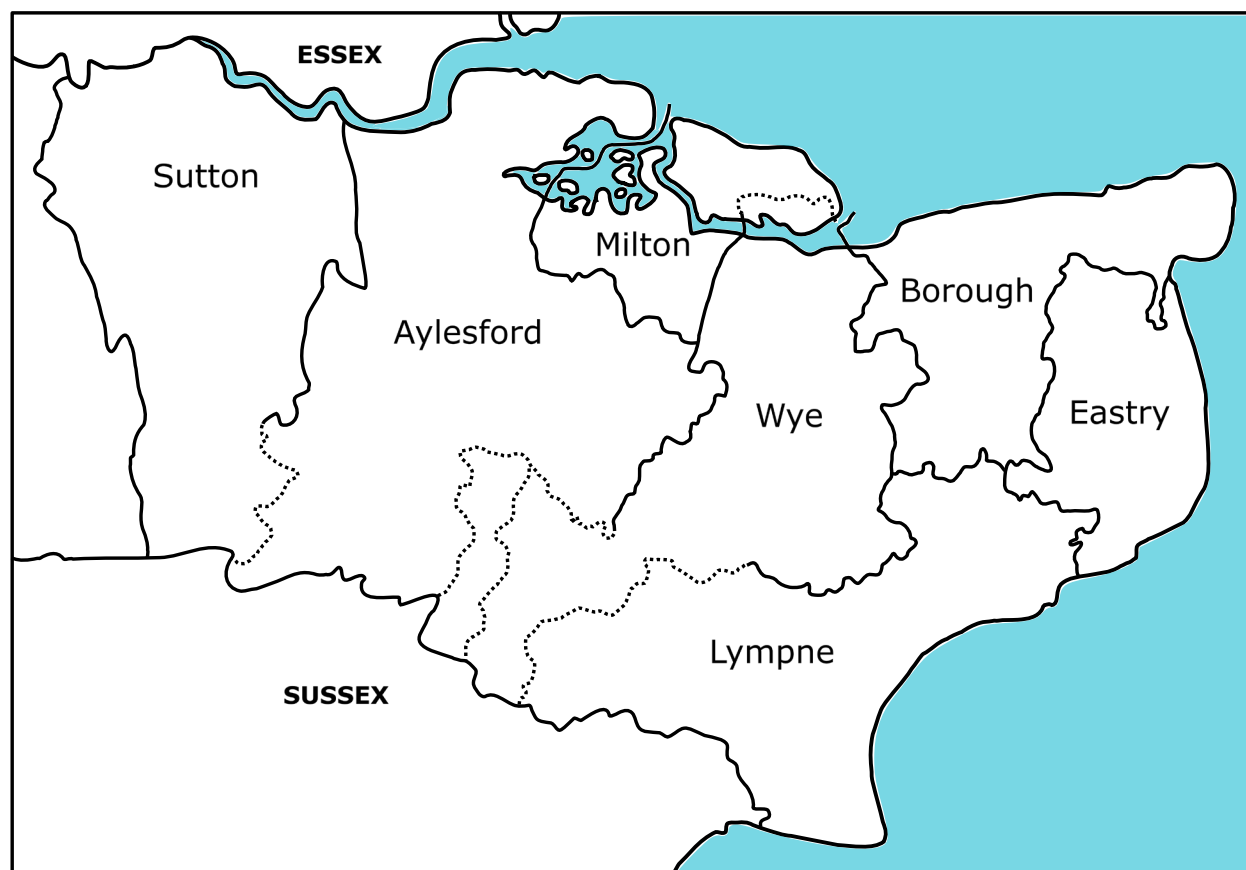 ESSEX
Sutton
Milton
Borough
Aylesford
Wye
Eastry
Lympne
SUSSEX